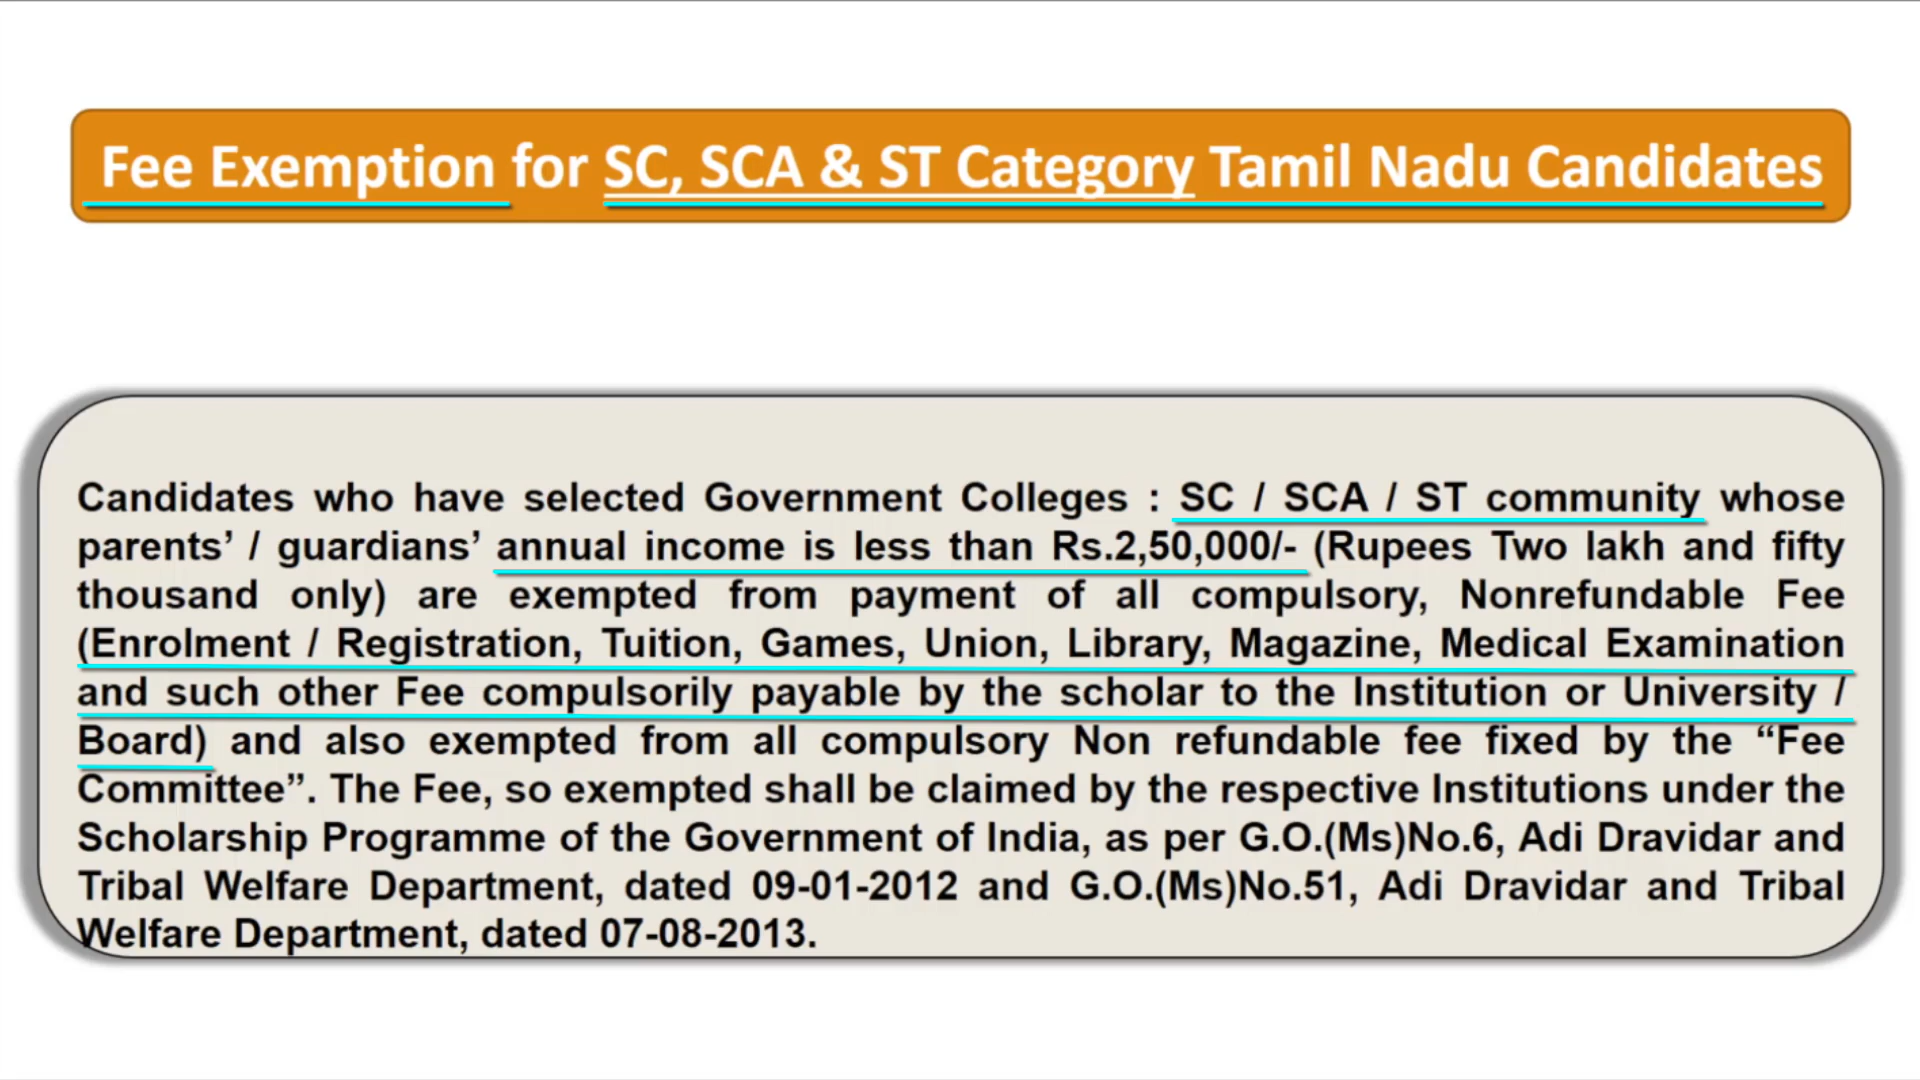 Fee Exemption for SC, SCA & ST Category Tamil Nadu Candidates
Candidates who have selected Government Colleges : SC / SCA / ST community whose
parents’ / guardians’ annual income is less than Rs.2,50,000/- (Rupees Two lakh and fifty
thousand only) are exempted from payment of all compulsory, Nonrefundable Fee
(Enrolment / Registration, Tuition, Games, Union, Library, Magazine, Medical Examination
and such other Fee compulsorily payable by the scholar to the Institution or University /
Board) and also exempted from all compulsory Non refundable fee fixed by the “Fee
Committee”. The Fee, so exempted shall be claimed by the respective Institutions under the
Scholarship Programme of the Government of India, as per G.O.(Ms)No.6, Adi Dravidar and
Tribal Welfare Department, dated 09-01-2012 and G.O.(Ms)No.51, Adi Dravidar and Tribal
Welfare Department, dated 07-08-2013.